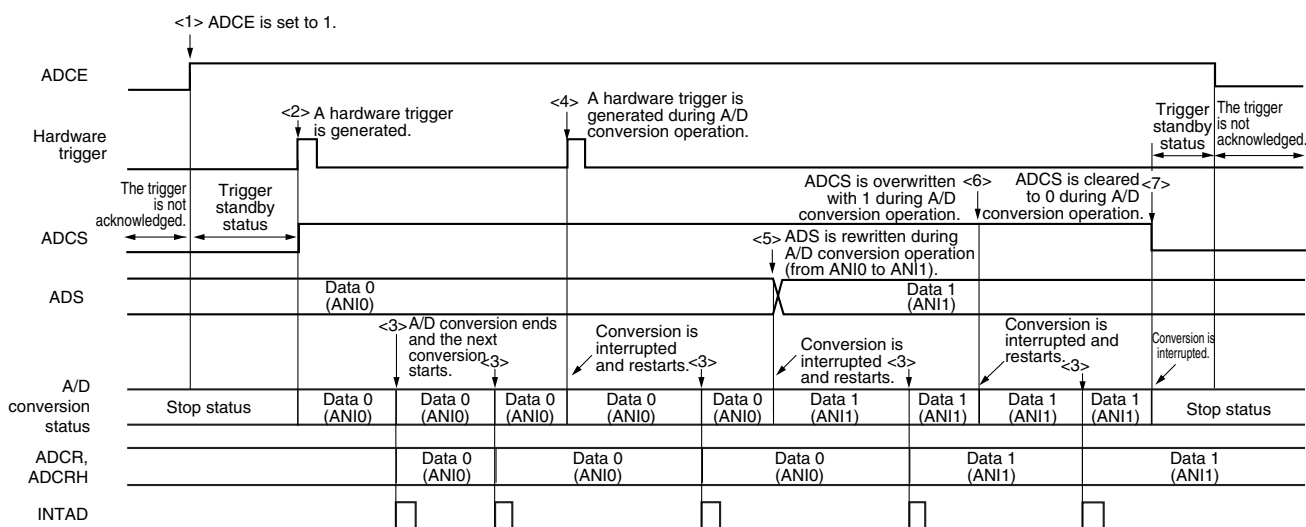 <1> ADCE is set to 1.
ADCE
<2> A hardware trigger
is generated.
<4> A hardware trigger is
generated during A/D
conversion operation.
Trigger
standby
status
The trigger
is not
acknowledged.
Hardware
trigger
The trigger
is not
acknowledged.
Trigger
standby
status
ADCS is overwritten <6>
with 1 during A/D
conversion operation.
ADCS is cleared <7>
to 0 during A/D
conversion operation.
ADCS
<5> ADS is rewritten during
A/D conversion operation
(from ANI0 to ANI1).
ADS
Data 0
(ANI0)
Data 1
(ANI1)
<3> A/D conversion ends
and the next
conversion
starts. <3>
Conversion is
interrupted
and restarts. <3>
Conversion is
interrupted <3>
and restarts.
Conversion is
interrupted and
restarts. <3>
Conversion is
interrupted.
A/D
conversion
status
Stop status
Data 0
(ANI0)
Data 0
(ANI0)
Data 0
(ANI0)
Data 0
(ANI0)
Data 0
(ANI0)
Data 1
(ANI1)
Data 1
(ANI1)
Data 1
(ANI1)
Data 1
(ANI1)
Stop status
ADCR,
ADCRH
Data 0
(ANI0)
Data 0
(ANI0)
Data 0
(ANI0)
Data 1
(ANI1)
Data 1
(ANI1)
INTAD